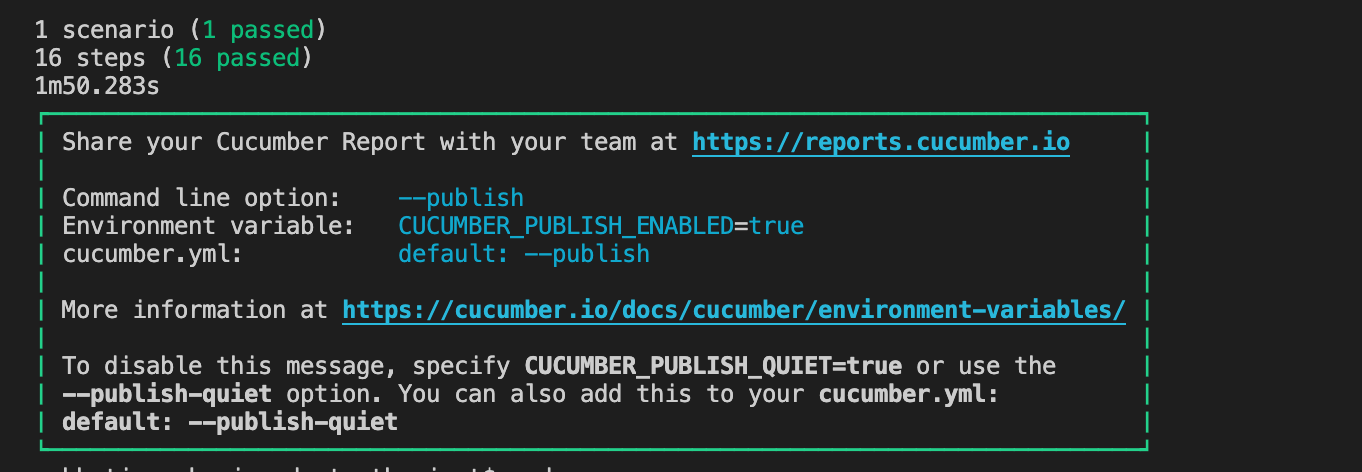 1 scenario (1 passed)
16 steps (16 passed)
1m50.283s
Share your Cucumber Report with your team at https://reports.cucumber.io
Command line option: --publish
Environment variable: CUCUMBER_PUBLISH_ENABLED=true
cucumber.yml: default: --publish
More information at https://cucumber.io/docs/cucumber/environment-variables/
To disable this message, specify CUCUMBER_PUBLISH_QUIET=true or use the
--publish-quiet option. You can also add this to your cucumber.yml:
default: --publish-quiet